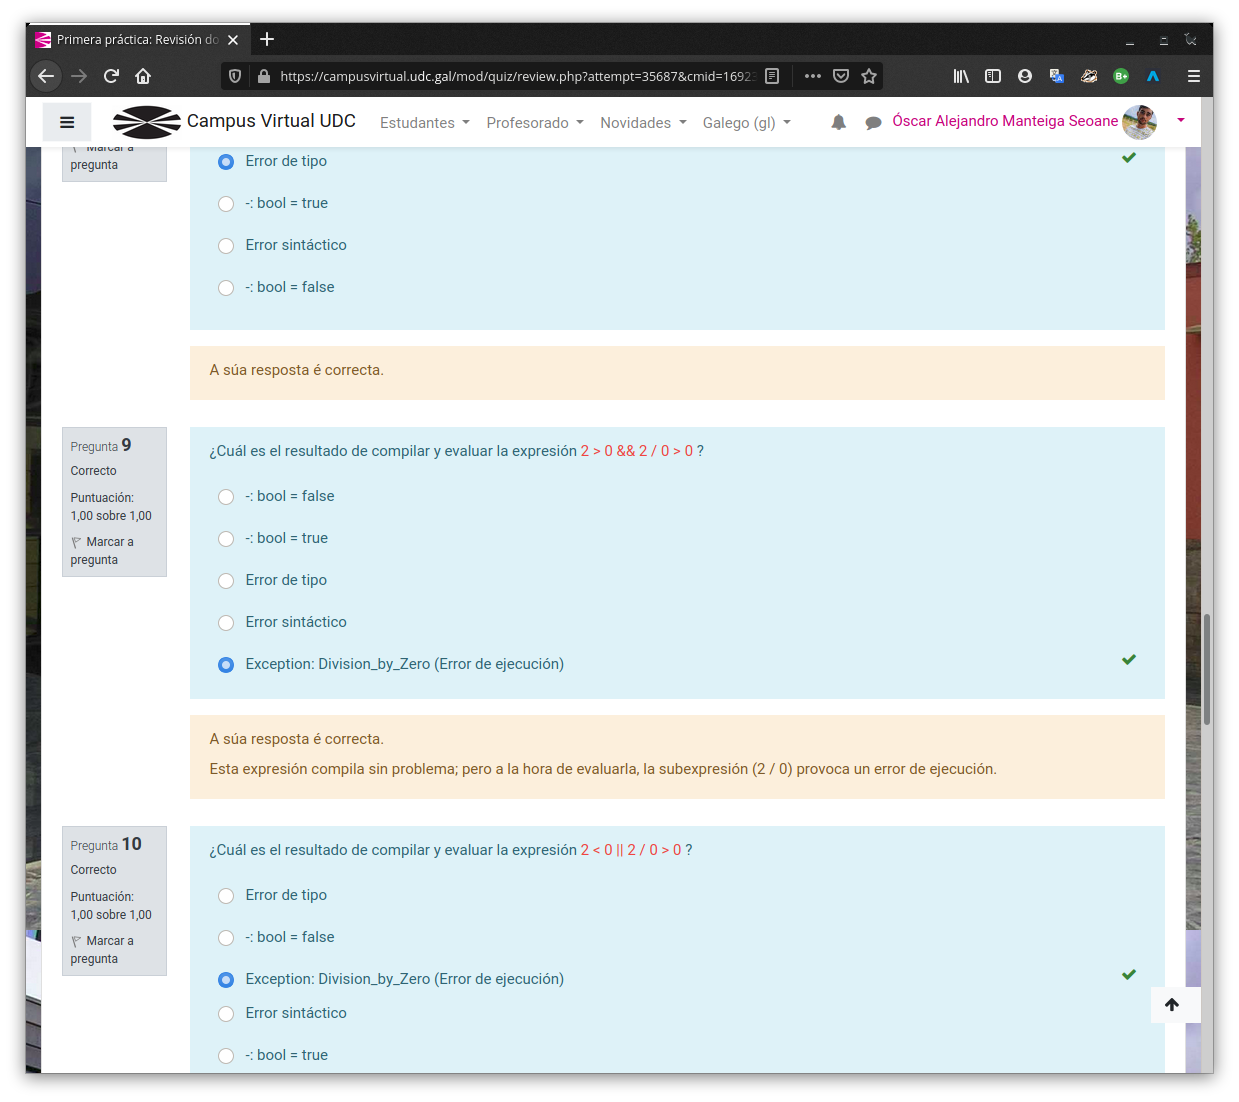 Primera práctica: Revisión do
https://campusvirtual.udc.gal/mod/quiz/review.php?attempt=35687&cmid=16923
B+
Campus Virtual UDC
Estudantes
Profesorado
Novidades
Galego (gl)
Óscar Alejandro Manteiga Seoane
Marcar a
pregunta
Error de tipo
-: bool = true
Error sintáctico
-: bool = false
A súa resposta é correcta.
Pregunta 9
Correcto
Puntuación:
1,00 sobre 1,00
Marcar a
pregunta
¿Cuál es el resultado de compilar y evaluar la expresión 2 > 0 && 2 / 0 > 0 ?
-: bool = false
-: bool = true
Error de tipo
Error sintáctico
Exception: Division_by_Zero (Error de ejecución)
A súa resposta é correcta.
Esta expresión compila sin problema; pero a la hora de evaluarla, la subexpresión (2 / 0) provoca un error de ejecución.
Pregunta 10
Correcto
Puntuación:
1,00 sobre 1,00
Marcar a
pregunta
¿Cuál es el resultado de compilar y evaluar la expresión 2 < 0 || 2 / 0 > 0 ?
Error de tipo
-: bool = false
Exception: Division_by_Zero (Error de ejecución)
Error sintáctico
-: bool = true